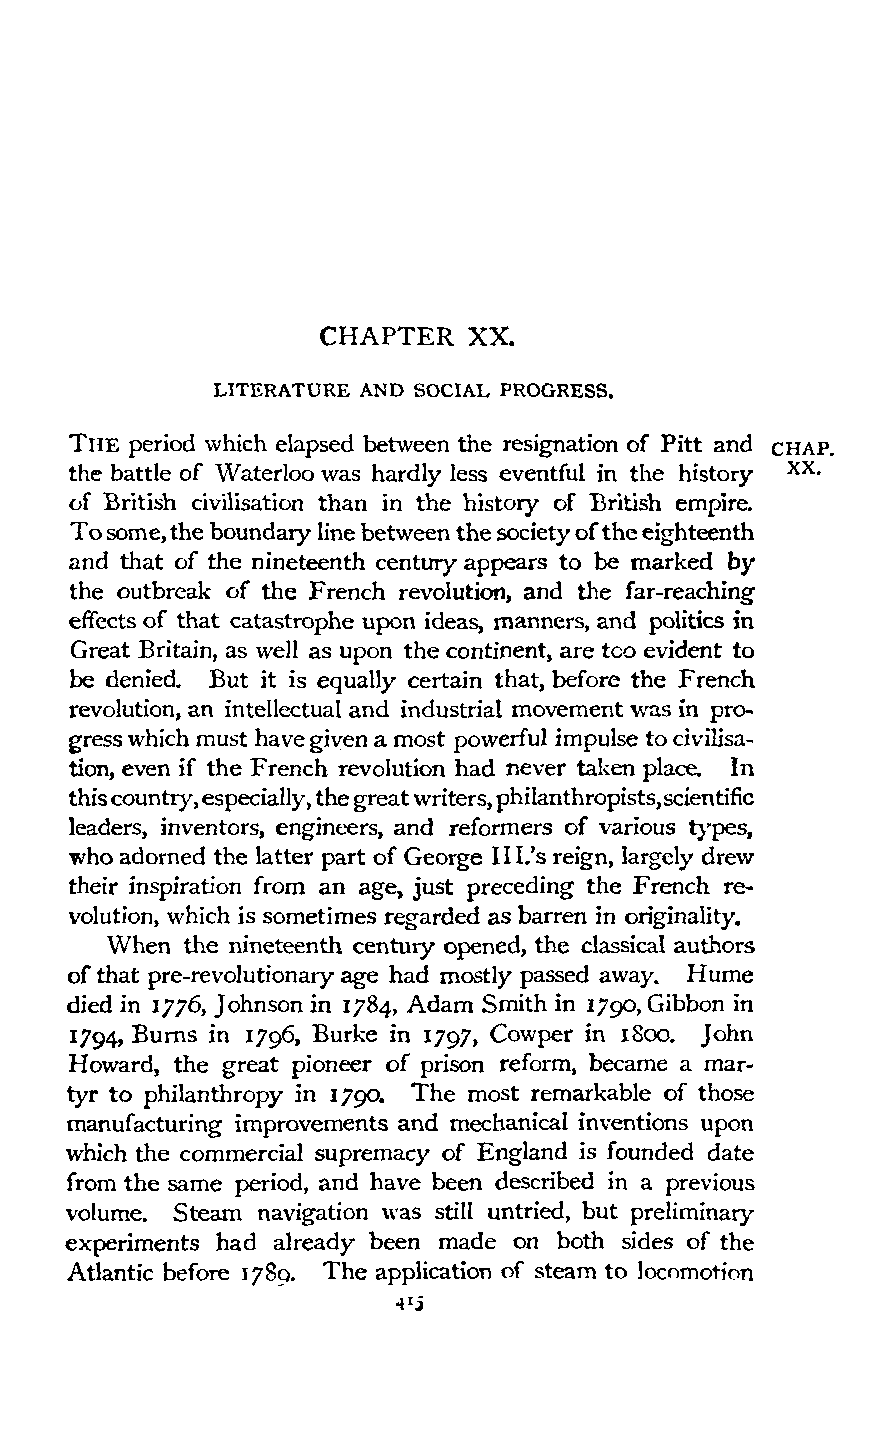 CHAPTER XX.
LITERATURE AND SOCIAL PROGRESS.
THE period which elapsed between the resignation of Pitt and
CHAP. XX.
the battle of Waterloo was hardly less eventful in the history
of British civilisation than in the history of British empire.
To some, the boundary line between the society of the eighteenth
and that of the nineteenth century appears to be marked by
the outbreak of the French revolution, and the far-reaching
effects of that catastrophe upon ideas, manners, and politics in
Great Britain, as well as upon the continent, are too evident to
be denied. But it is equally certain that, before the French
revolution, an intellectual and industrial movement was in pro-
gress which must have given a most powerful impulse to civilisa-
tion, even if the French revolution had never taken place. In
this country, especially, the great writers, philanthropists, scientific
leaders, inventors, engineers, and reformers of various types,
who adorned the latter part of George III.'s reign, largely drew
their inspiration from an age, just preceding the French re-
volution, which is sometimes regarded as barren in originality.
When the nineteenth century opened, the classical authors
of that pre-revolutionary age had mostly passed away. Hume
died in 1776, Johnson in 1784, Adam Smith in 1790, Gibbon in
1794, Burns in 1796, Burke in 1797, Cowper in 1800. John
Howard, the great pioneer of prison reform, became a mar-
tyr to philanthropy in 1790. The most remarkable of those
manufacturing improvements and mechanical inventions upon
which the commercial supremacy of England is founded date
from the same period, and have been described in a previous
volume. Steam navigation was still untried, but preliminary
experiments had already been made on both sides of the
Atlantic before 1789. The application of steam to locomotion
415